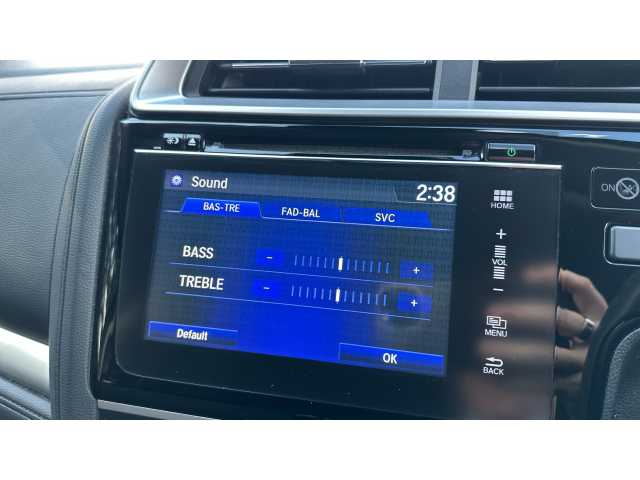 Sound
2:38
BAS-TRE FAD-BAL SVC
BASS - +
TREBLE - +
Default
OK
HOME
+
VOL
-
MENU
BACK
ON